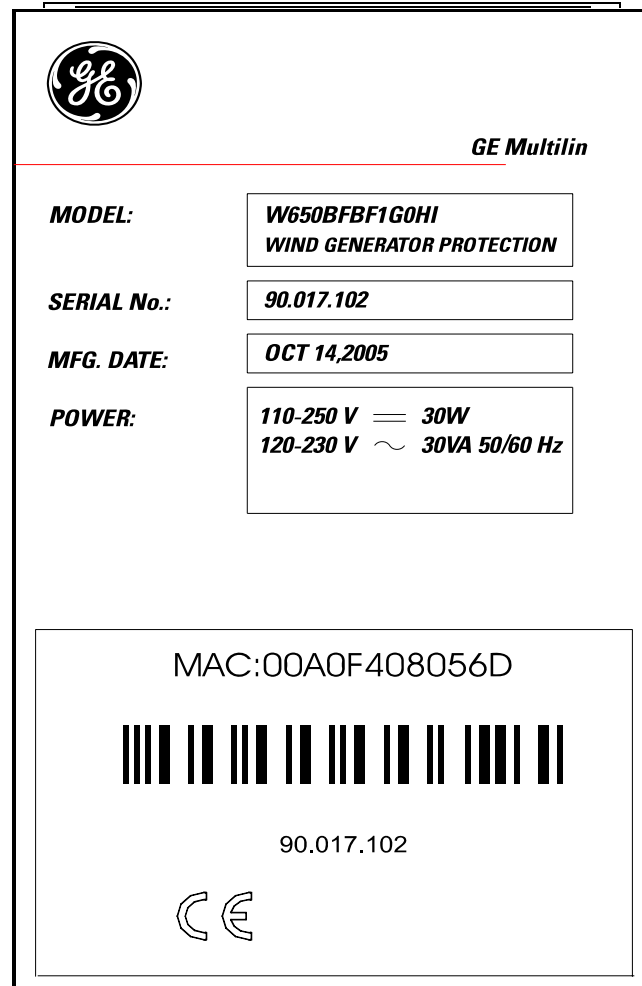 GE
GE Multilin
MODEL:
W650BFBF1G0HI
WIND GENERATOR PROTECTION
SERIAL No.:
90.017.102
MFG. DATE:
OCT 14,2005
POWER:
110-250 V ⎓ 30W
120-230 V ～ 30VA 50/60 Hz
MAC:00A0F408056D
90.017.102
CE